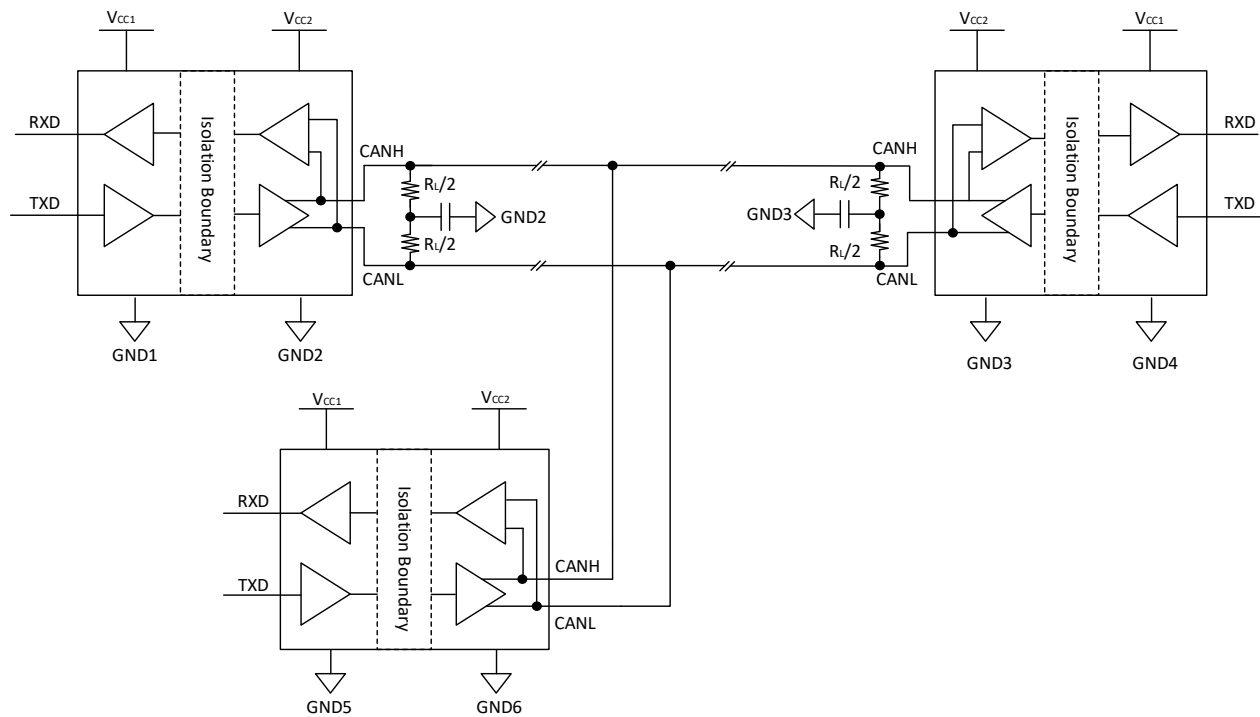 VCC1
VCC2
VCC2
VCC1
RXD
TXD
Isolation Boundary
CANH
RL/2
GND2
RL/2
CANL
CANH
RL/2
GND3
RL/2
CANL
Isolation Boundary
RXD
TXD
GND1
GND2
GND3
GND4
VCC1
VCC2
RXD
TXD
Isolation Boundary
CANH
CANL
GND5
GND6